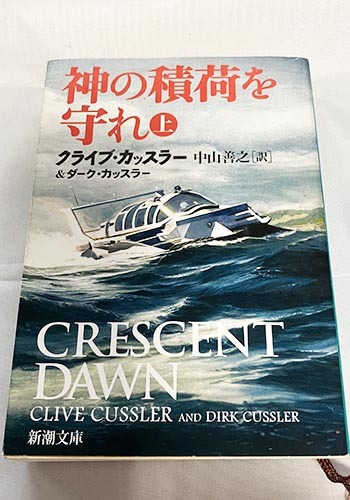 神の積荷を
守れ 上
クライブ・カッスラー 中山善之[訳]
&ダーク・カッスラー
CRESCENT
DAWN
CLIVE CUSSLER AND DIRK CUSSLER
新潮文庫